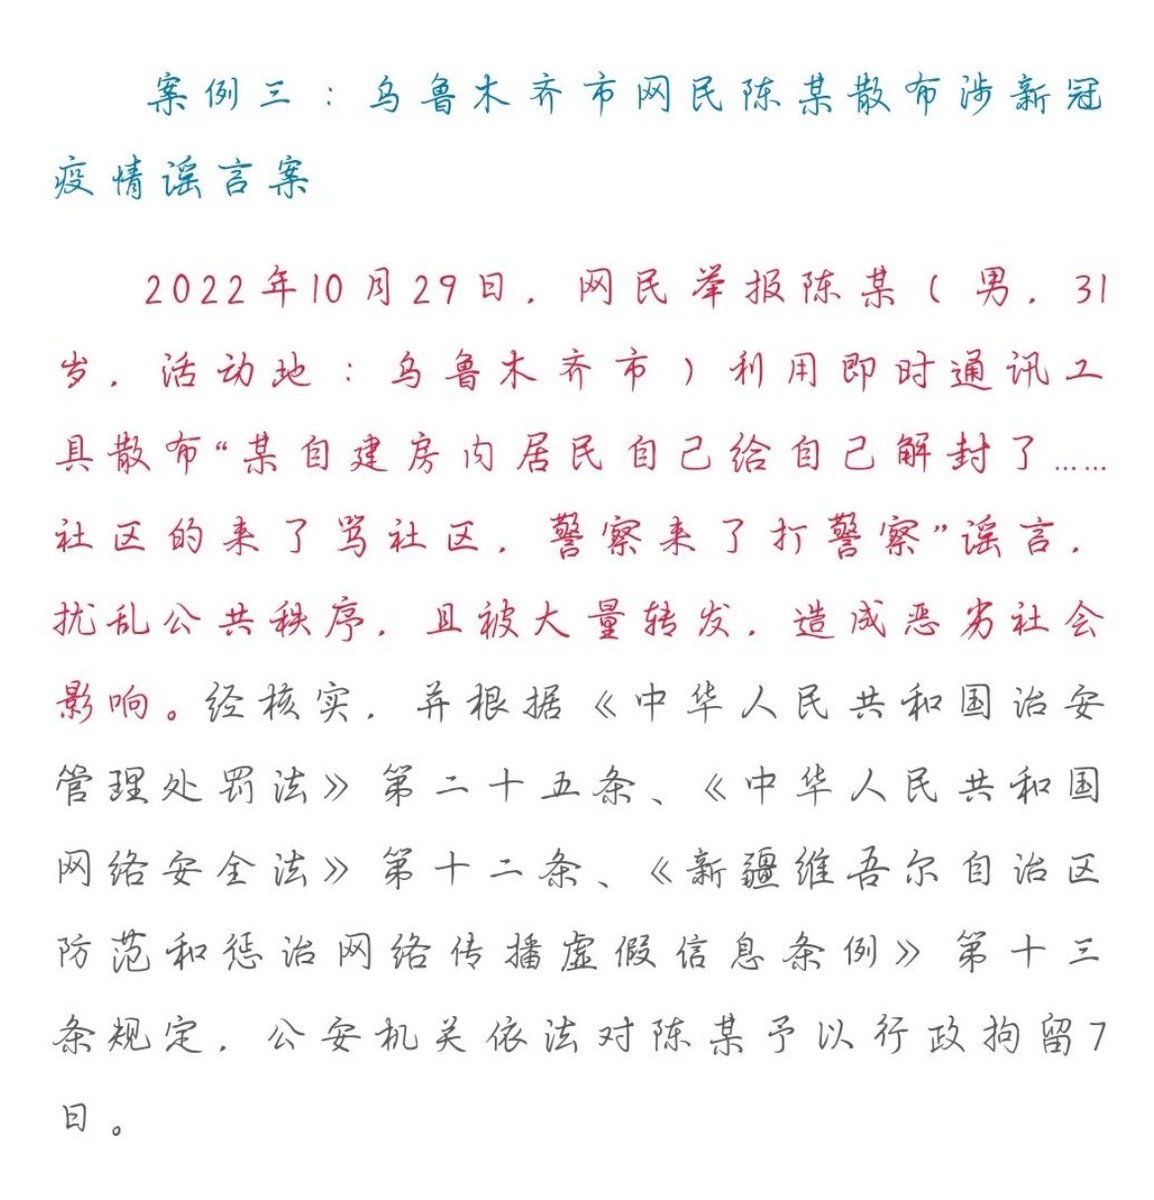 案例三：乌鲁木齐市网民陈某散布涉新冠
疫情谣言案
2022年10月29日，网民举报陈某（男，31
岁，活动地：乌鲁木齐市）利用即时通讯工
具散布“某自建房内居民自己给自己解封了……
社区的来了骂社区，警察来了打警察”谣言，
扰乱公共秩序，且被大量转发，造成恶劣社会
影响。经核实，并根据《中华人民共和国治安
管理处罚法》第二十五条、《中华人民共和国
网络安全法》第十二条、《新疆维吾尔自治区
防范和惩治网络传播虚假信息条例》第十三
条规定，公安机关依法对陈某予以行政拘留7
日。